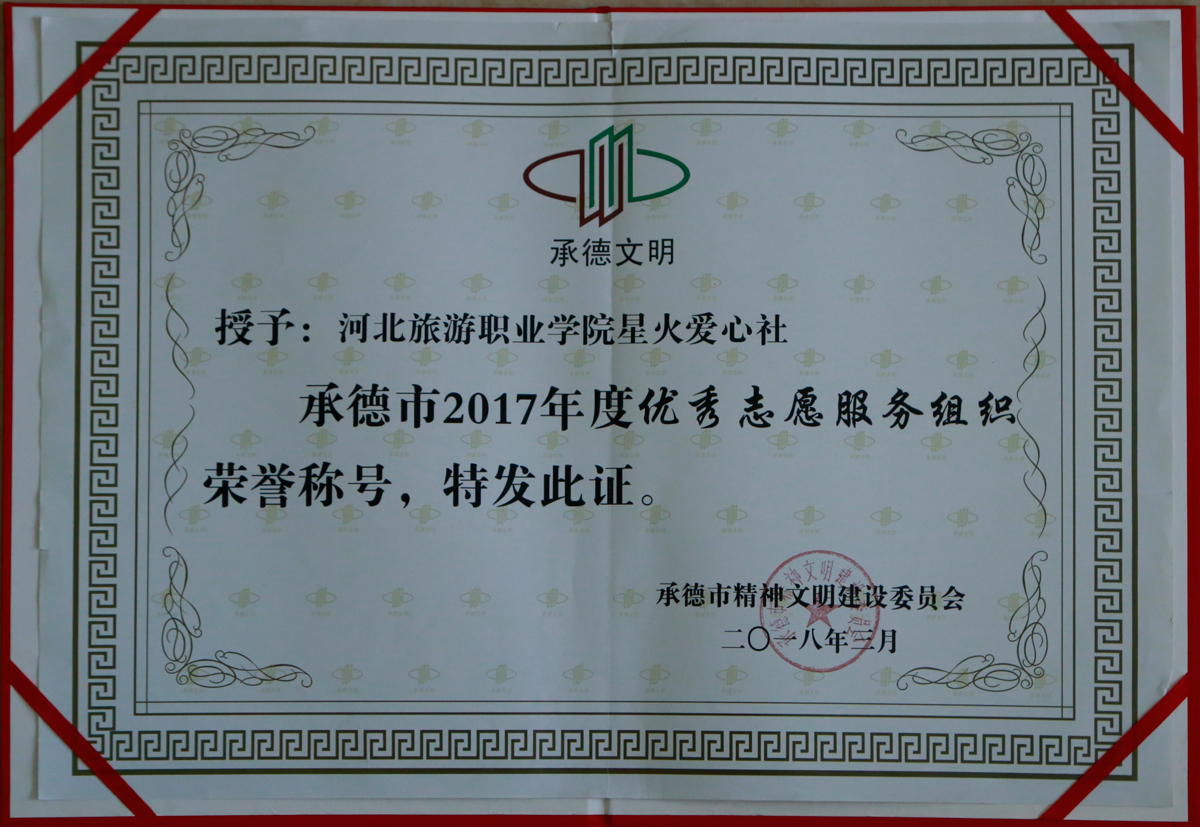 承德文明
授予：河北旅游职业学院星火爱心社
承德市2017年度优秀志愿服务组织
荣誉称号，特发此证。
承德市精神文明建设委员会
二〇一八年三月